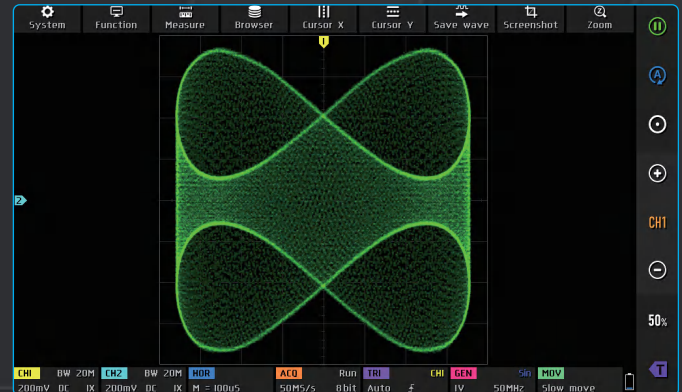 System Function Measure Browser Cursor X Cursor Y Save wave Screenshot Zoom
A
CH1
50%
T
2
CH1 BW 20M CH2 BW 20M HOR ACQ Run TRI CH1 GEN Sin MOV
200mV DC 1X 200mV DC 1X M = 100uS 50MS/s 8bit Auto 1V 50MHz Slow move